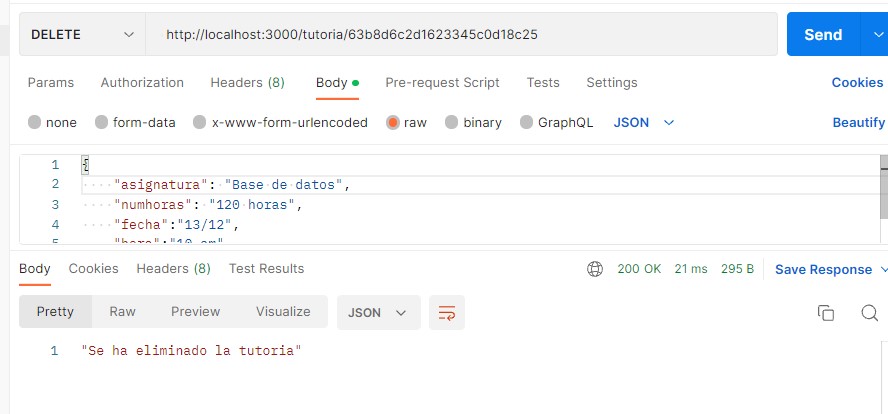 DELETE http://localhost:3000/tutoria/63b8d6c2d1623345c0d18c25 Send
Params Authorization Headers (8) Body Pre-request Script Tests Settings Cookies
none form-data x-www-form-urlencoded raw binary GraphQL JSON Beautify
1 {
2 "asignatura": "Base de datos",
3 "numhoras": "120 horas",
4 "fecha":"13/12",
5 "hora":"10 am"
Body Cookies Headers (8) Test Results 200 OK 21 ms 295 B Save Response
Pretty Raw Preview Visualize JSON
1 "Se ha eliminado la tutoria"